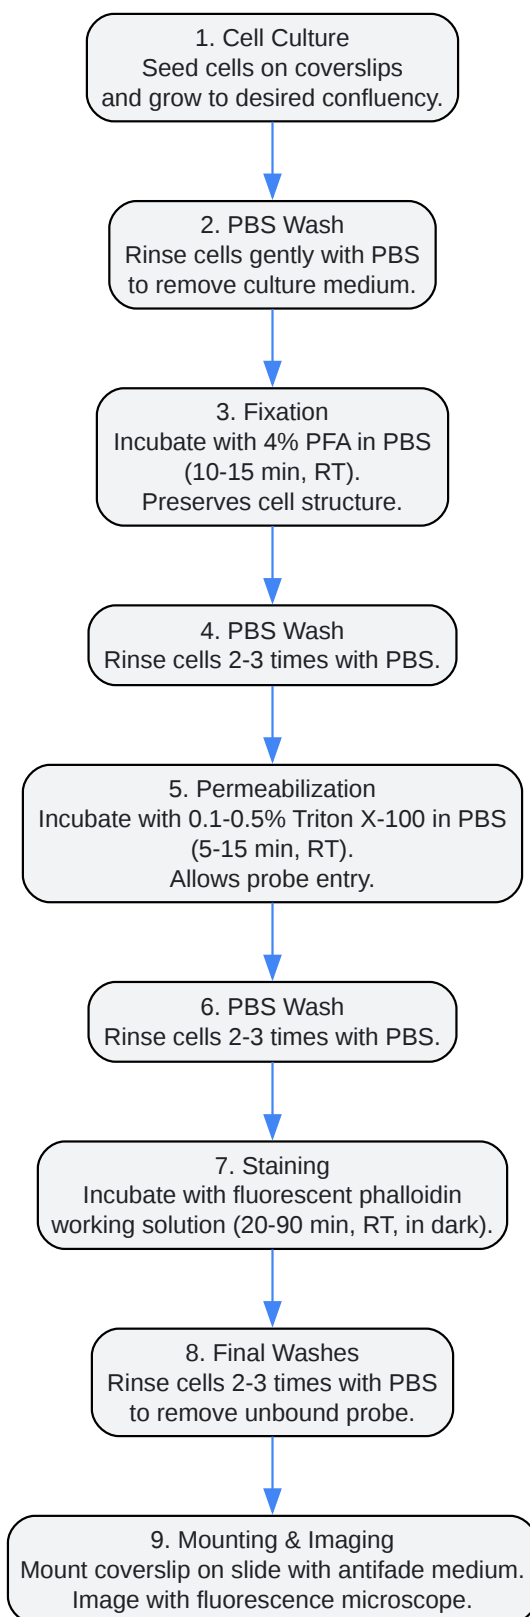 1. Cell Culture
Seed cells on coverslips
and grow to desired confluency.
2. PBS Wash
Rinse cells gently with PBS
to remove culture medium.
3. Fixation
Incubate with 4% PFA in PBS
(10-15 min, RT).
Preserves cell structure.
4. PBS Wash
Rinse cells 2-3 times with PBS.
5. Permeabilization
Incubate with 0.1-0.5% Triton X-100 in PBS
(5-15 min, RT).
Allows probe entry.
6. PBS Wash
Rinse cells 2-3 times with PBS.
7. Staining
Incubate with fluorescent phalloidin
working solution (20-90 min, RT, in dark).
8. Final Washes
Rinse cells 2-3 times with PBS
to remove unbound probe.
9. Mounting & Imaging
Mount coverslip on slide with antifade medium.
Image with fluorescence microscope.